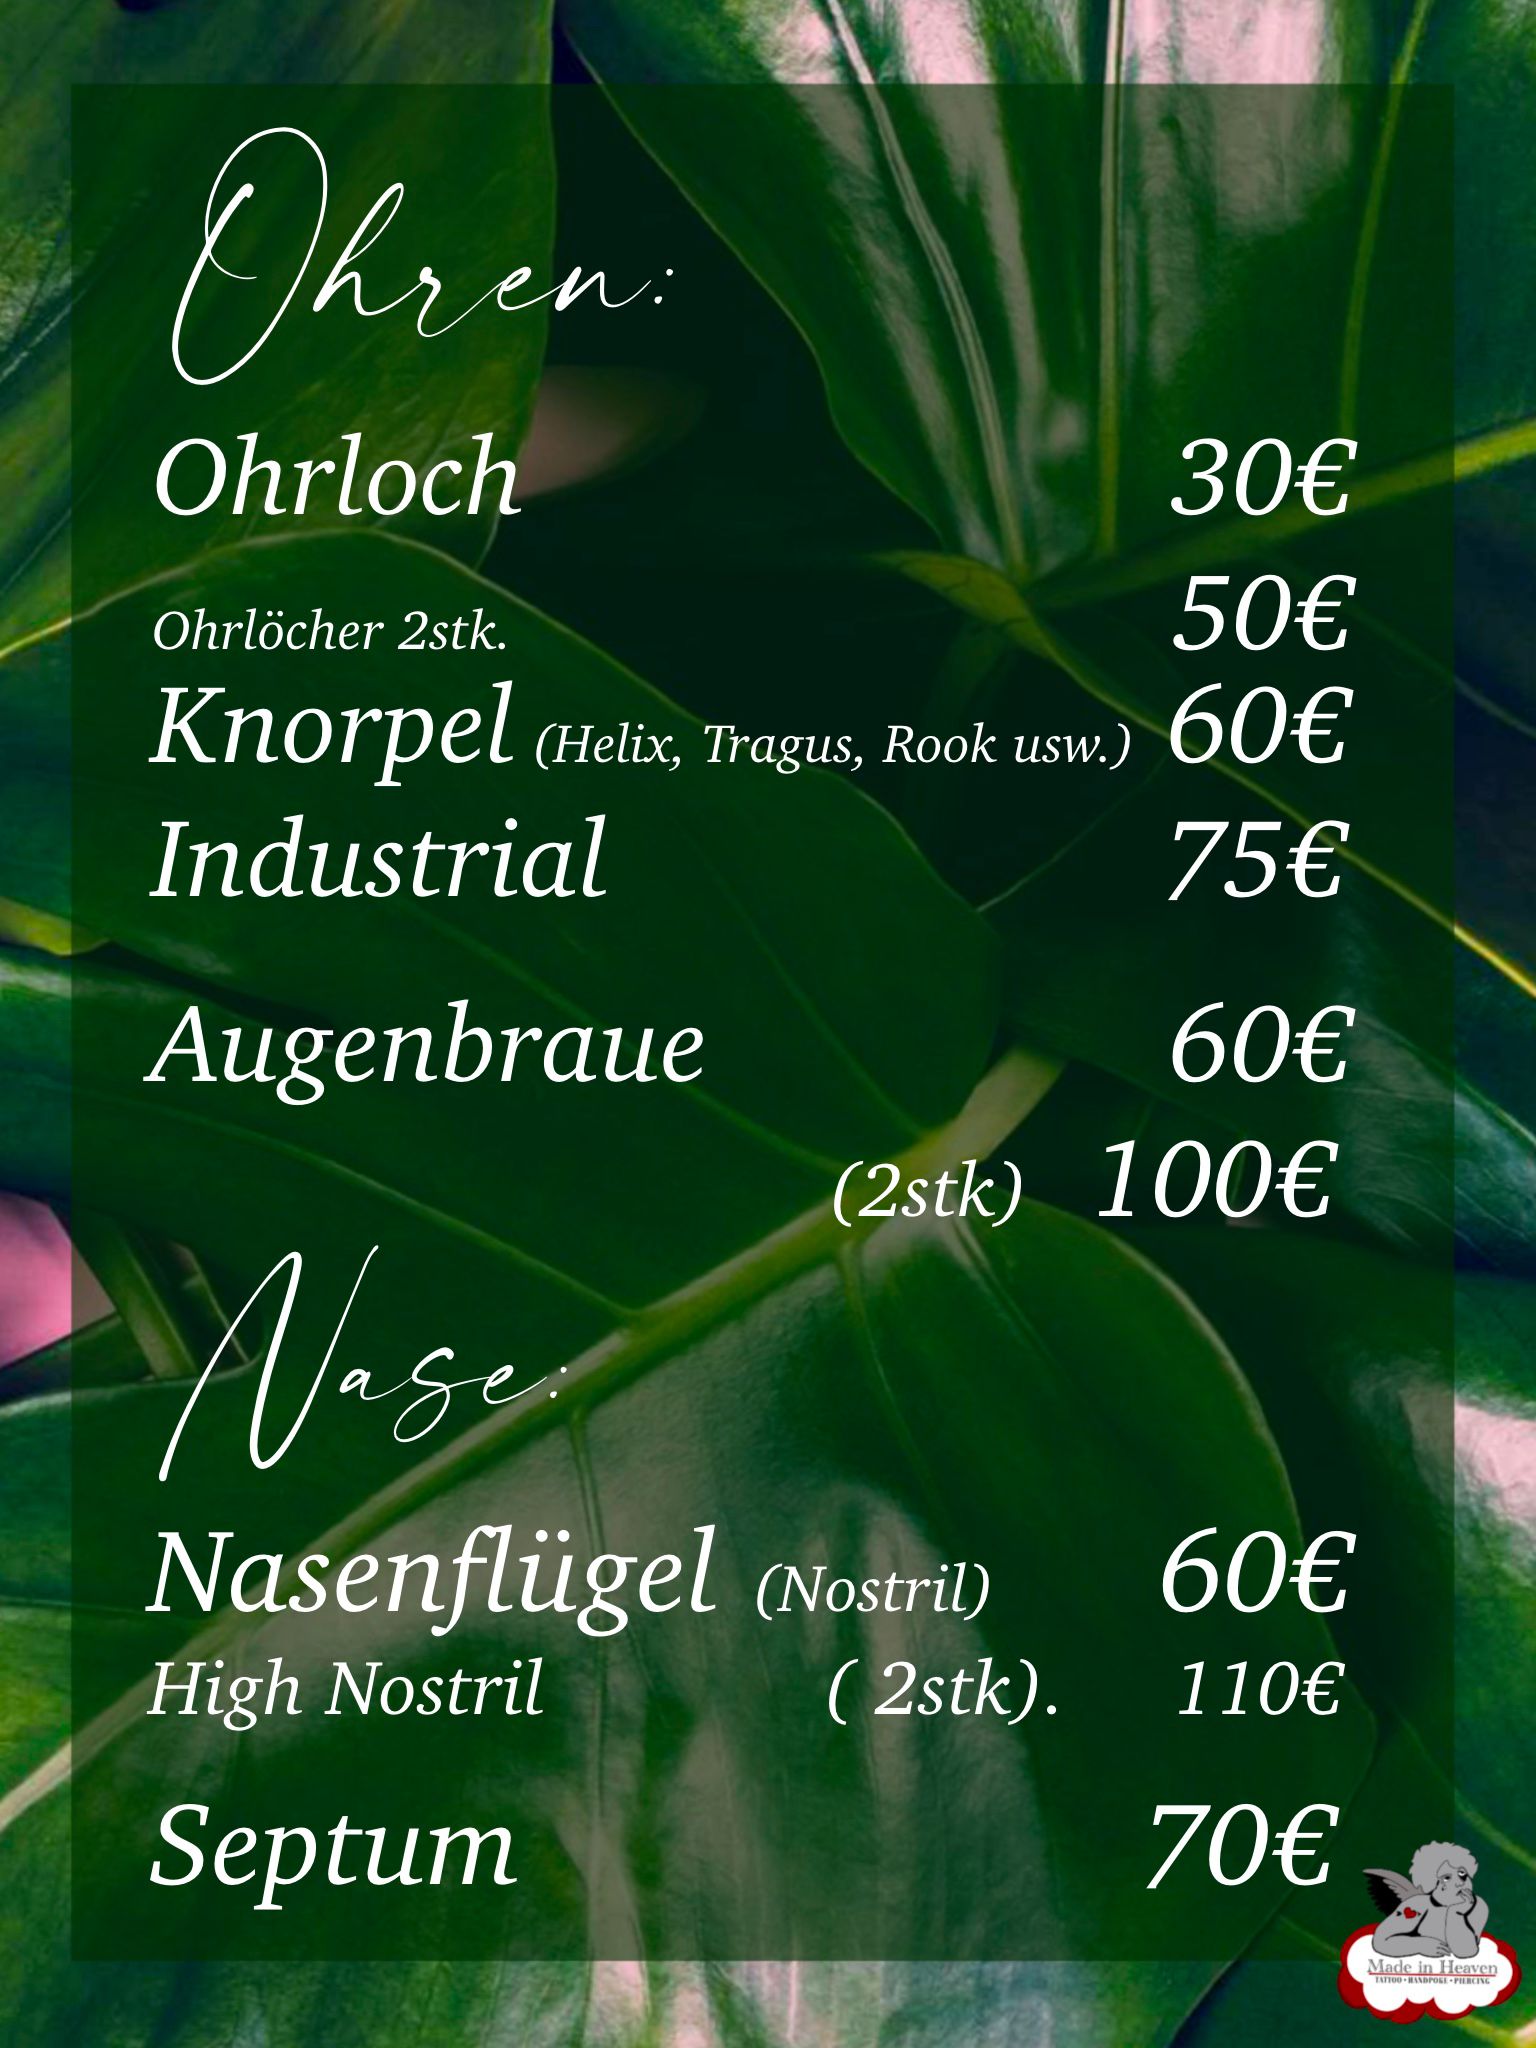 Ohren:
Ohrloch 30€
Ohrlöcher 2stk. 50€
Knorpel (Helix, Tragus, Rook usw.) 60€
Industrial 75€
Augenbraue 60€
(2stk) 100€
Nase:
Nasenflügel (Nostril) 60€
High Nostril ( 2stk). 110€
Septum 70€
Made in Heaven
TATTOO • HANDPOKE • PIERCING